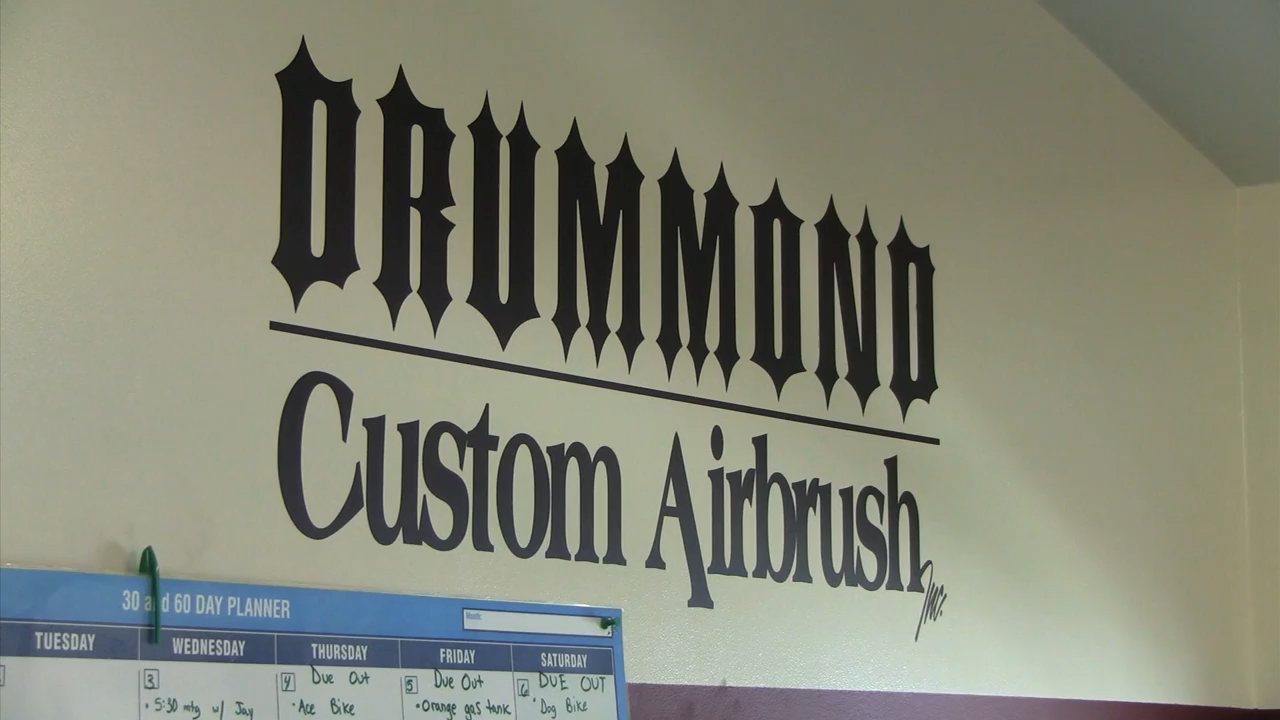 DRUMMOND
Custom Airbrush
Inc.
30 and 60 DAY PLANNER
Month:
TUESDAY WEDNESDAY THURSDAY FRIDAY SATURDAY
3 4 Due Out 5 Due Out 6 DUE OUT
• 5:30 mtg w/ Jay • Ace Bike • Orange gas tank • Dog Bike